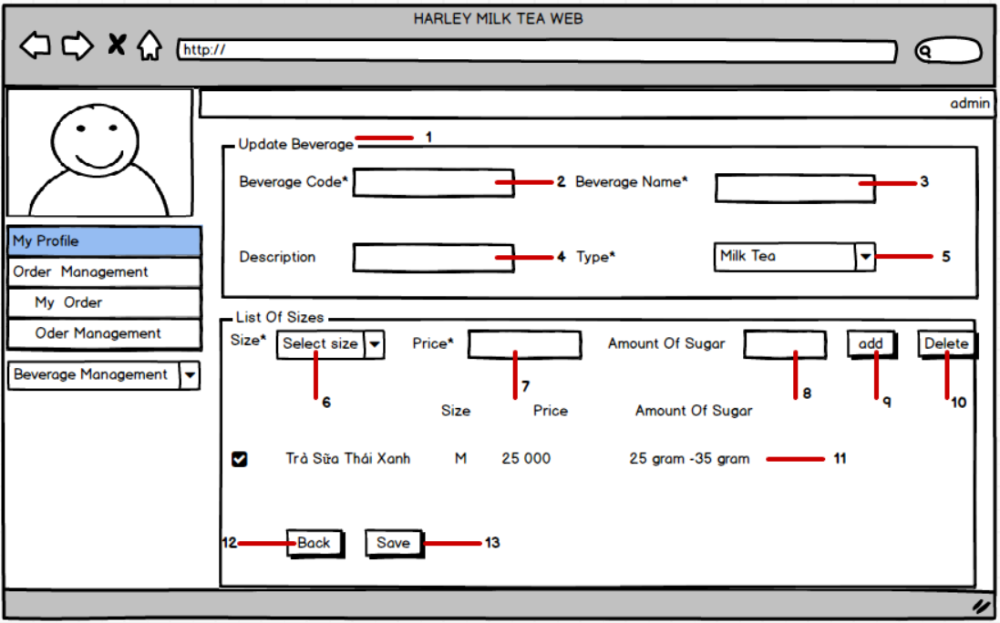 HARLEY MILK TEA WEB
http://
admin
My Profile
Order Management
My Order
Oder Management
Beverage Management
Update Beverage 1
Beverage Code* 2 Beverage Name* 3
Description 4 Type* Milk Tea 5
List Of Sizes
Size* Select size Price* Amount Of Sugar add Delete
6 7 8 9 10
Size Price Amount Of Sugar
Trà Sữa Thái Xanh M 25 000 25 gram -35 gram 11
12 Back Save 13